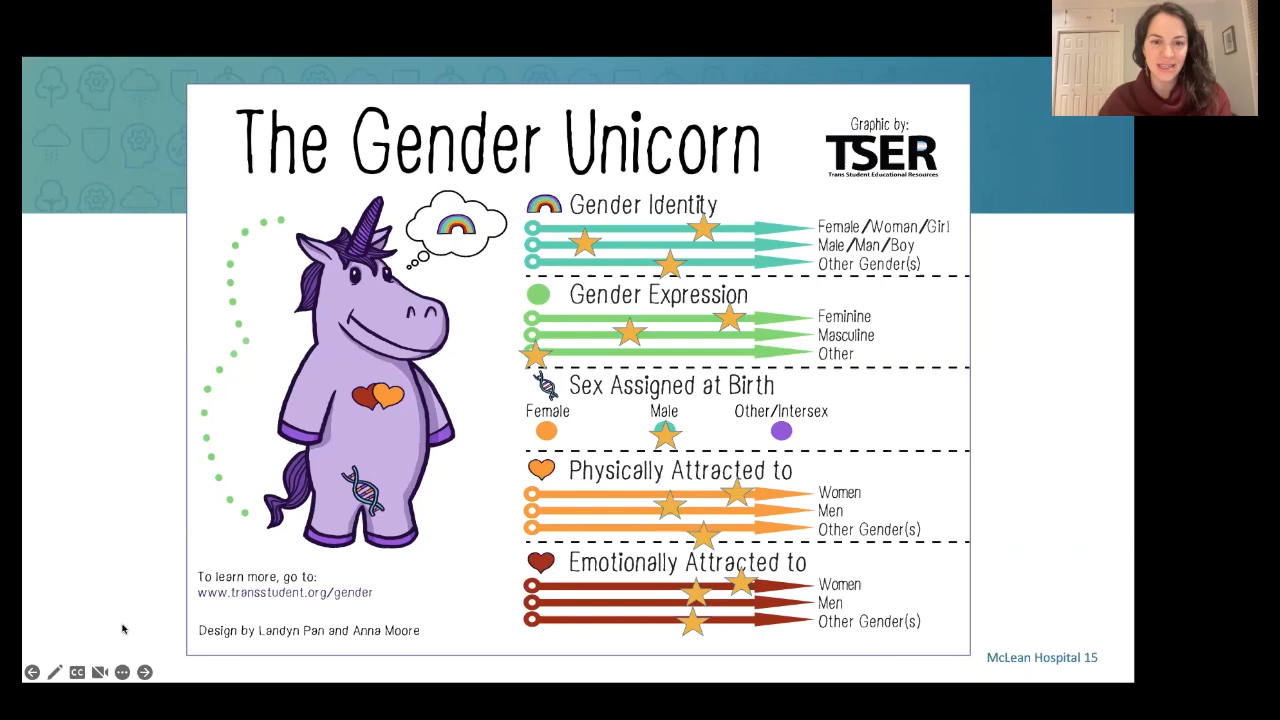 The Gender Unicorn
Graphic by:
TSER
Trans Student Educational Resources
Gender Identity
Female/Woman/Girl
Male/Man/Boy
Other Gender(s)
Gender Expression
Feminine
Masculine
Other
Sex Assigned at Birth
Female Male Other/Intersex
Physically Attracted to
Women
Men
Other Gender(s)
Emotionally Attracted to
Women
Men
Other Gender(s)
To learn more, go to:
www.transstudent.org/gender
Design by Landyn Pan and Anna Moore
McLean Hospital 15
CC